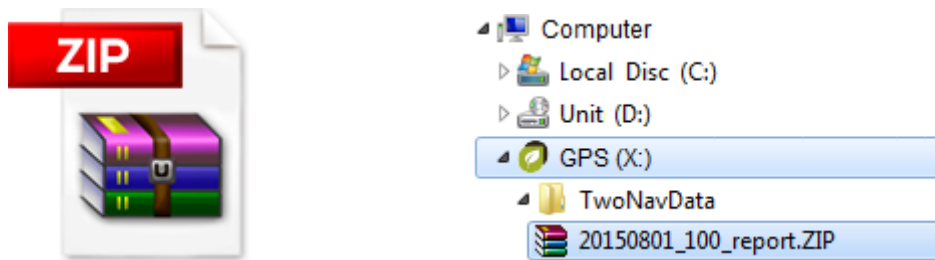 ZIP
Computer
Local Disc (C:)
Unit (D:)
GPS (X:)
TwoNavData
20150801_100_report.ZIP